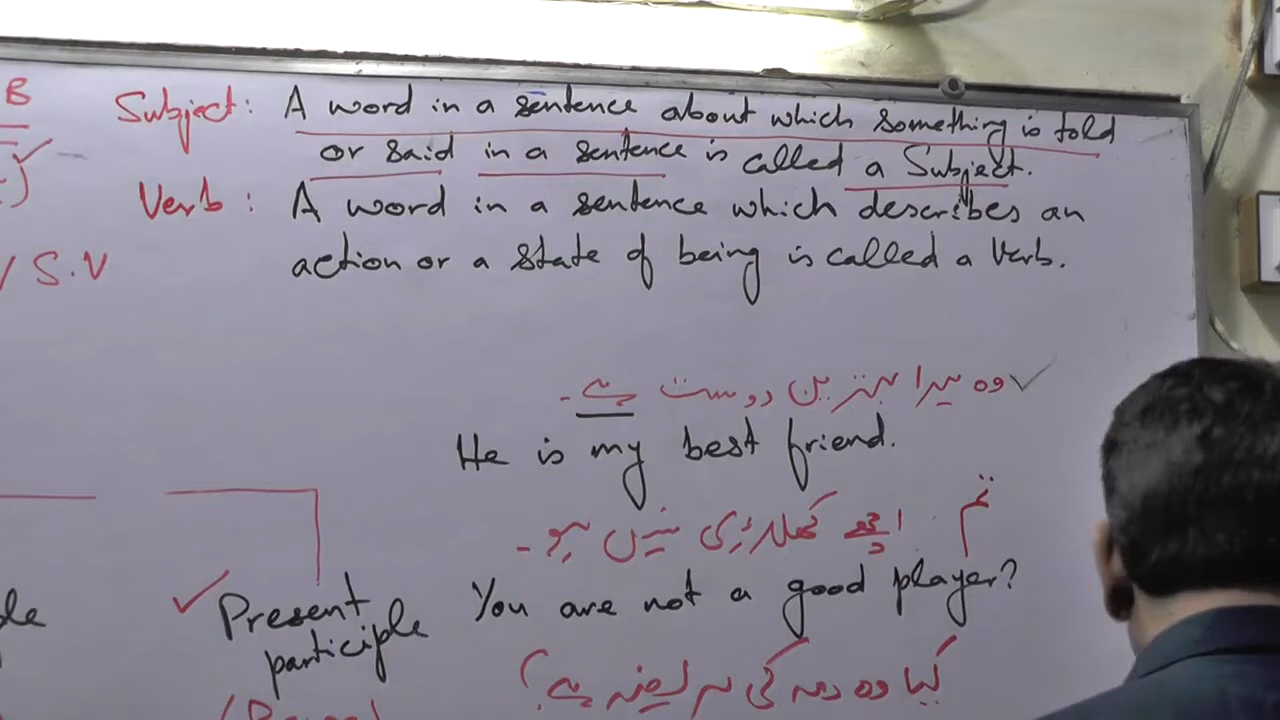 B
Subject: A word in a sentence about which something is told
or said in a sentence is called a Subject.
Verb: A word in a sentence which describes an
action or a state of being is called a Verb.
/ S.V
وہ میرا بہترین دوست ہے۔
He is my best friend.
تم اچھے کھلاڑی نہیں ہو۔
You are not a good player?
Present
participle
کیا وہ دمہ کی مریضہ ہے؟